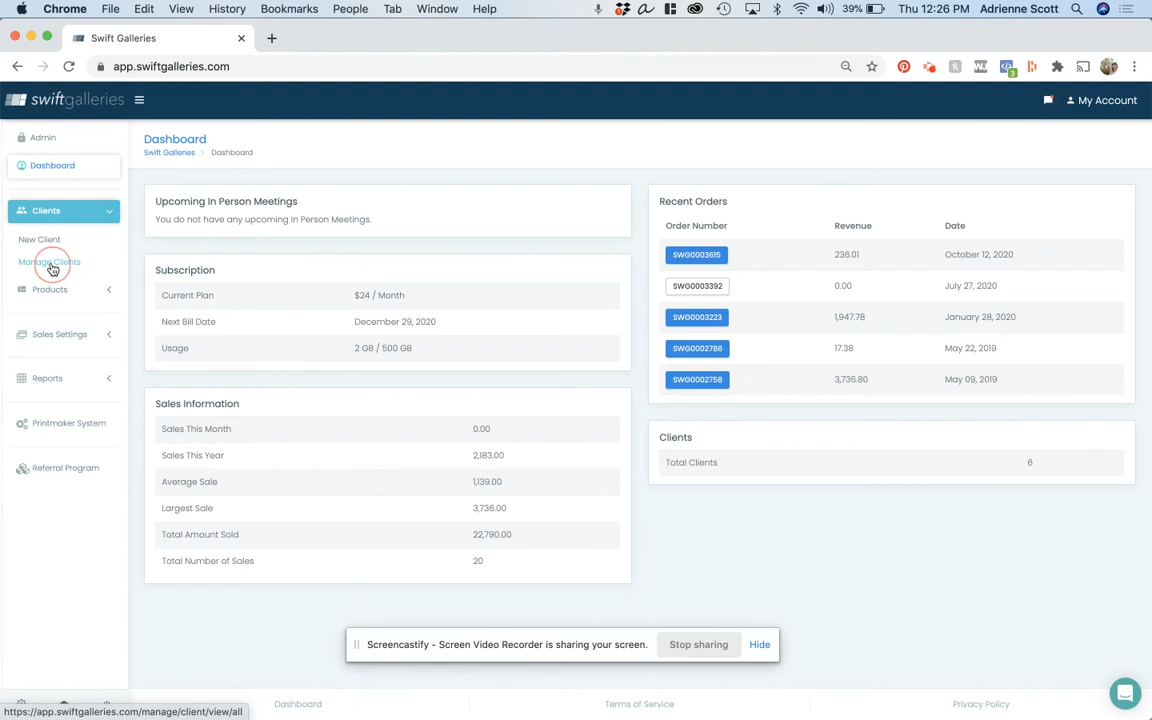 Chrome File Edit View History Bookmarks People Tab Window Help 39% Thu 12:26 PM Adrienne Scott
Swift Galleries
app.swiftgalleries.com
3
swiftgalleries My Account
Admin
Dashboard
Clients
New Client
Manage Clients
Products
Sales Settings
Reports
Printmaker System
Referral Program
Dashboard
Swift Galleries > Dashboard
Upcoming In Person Meetings
You do not have any upcoming In Person Meetings.
Subscription
Current Plan $24 / Month
Next Bill Date December 29, 2020
Usage 2 GB / 500 GB
Sales Information
Sales This Month 0.00
Sales This Year 2,183.00
Average Sale 1,139.00
Largest Sale 3,736.00
Total Amount Sold 22,790.00
Total Number of Sales 20
Recent Orders
Order Number Revenue Date
SWG0003615 236.01 October 12, 2020
SWG0003392 0.00 July 27, 2020
SWG0003223 1,947.78 January 28, 2020
SWG0002786 17.38 May 22, 2019
SWG0002758 3,736.80 May 09, 2019
Clients
Total Clients 6
Screencastify - Screen Video Recorder is sharing your screen. Stop sharing Hide
Dashboard Terms of Service Privacy Policy
https://app.swiftgalleries.com/manage/client/view/all